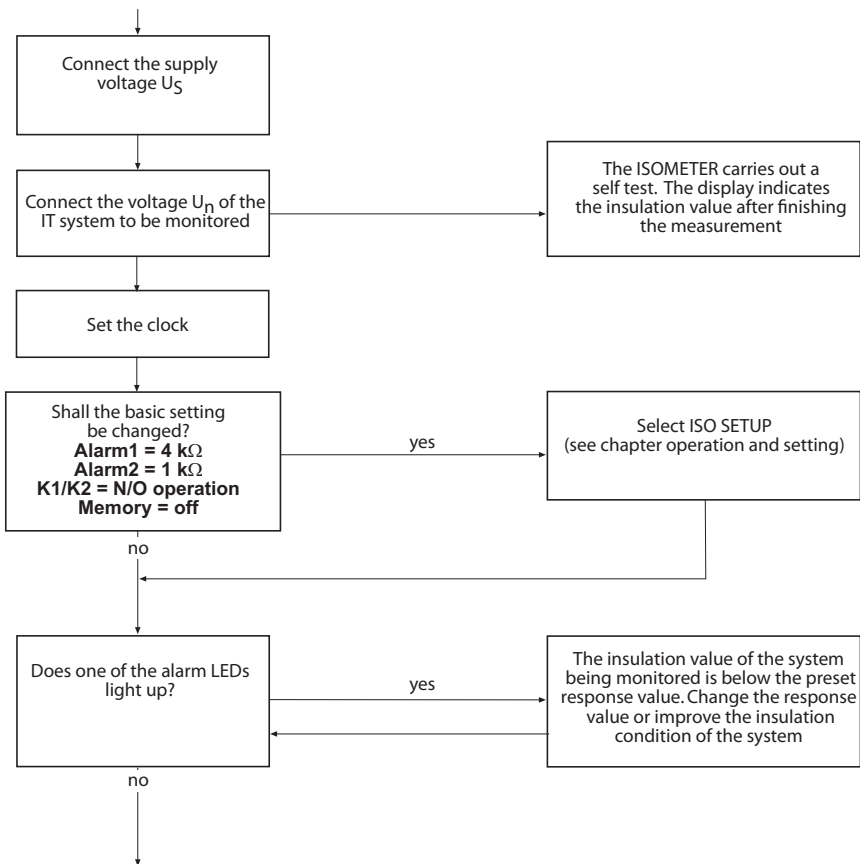 Connect the supply
voltage US
Connect the voltage Un of the
IT system to be monitored
The ISOMETER carries out a
self test. The display indicates
the insulation value after finishing
the measurement
Set the clock
Shall the basic setting
be changed?
Alarm1 = 4 kΩ
Alarm2 = 1 kΩ
K1/K2 = N/O operation
Memory = off
yes
Select ISO SETUP
(see chapter operation and setting)
no
Does one of the alarm LEDs
light up?
yes
The insulation value of the system
being monitored is below the preset
response value. Change the response
value or improve the insulation
condition of the system
no